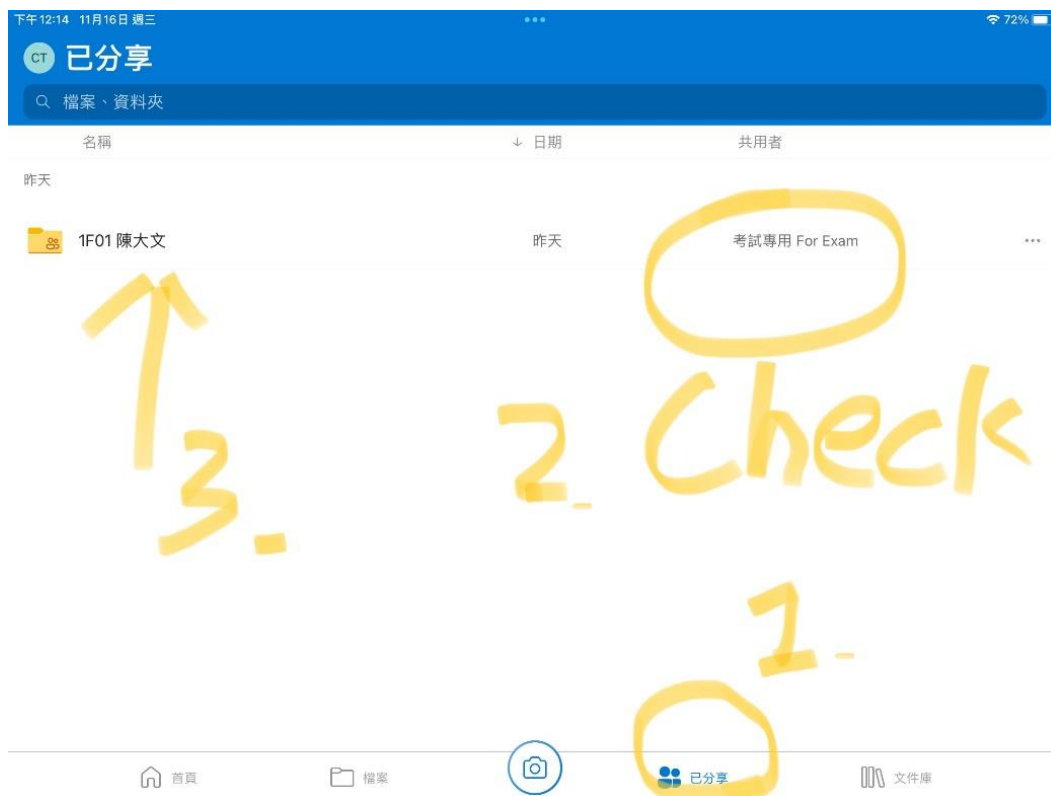 下午12:14 11月16日 週三
72%
CT 已分享
檔案、資料夾
名稱 ↓ 日期 共用者
昨天
1F01 陳大文 昨天 考試專用 For Exam
2. Check
3.
1.
首頁 檔案 已分享 文件庫